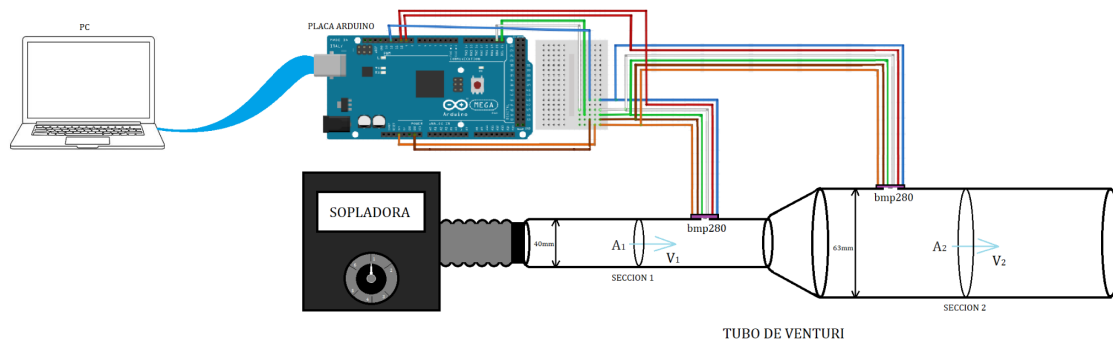 PC
PLACA ARDUINO
Arduino
MEGA
SOPLADORA
bmp280
bmp280
40mm
A1
V1
SECCION 1
63mm
A2
V2
SECCION 2
TUBO DE VENTURI